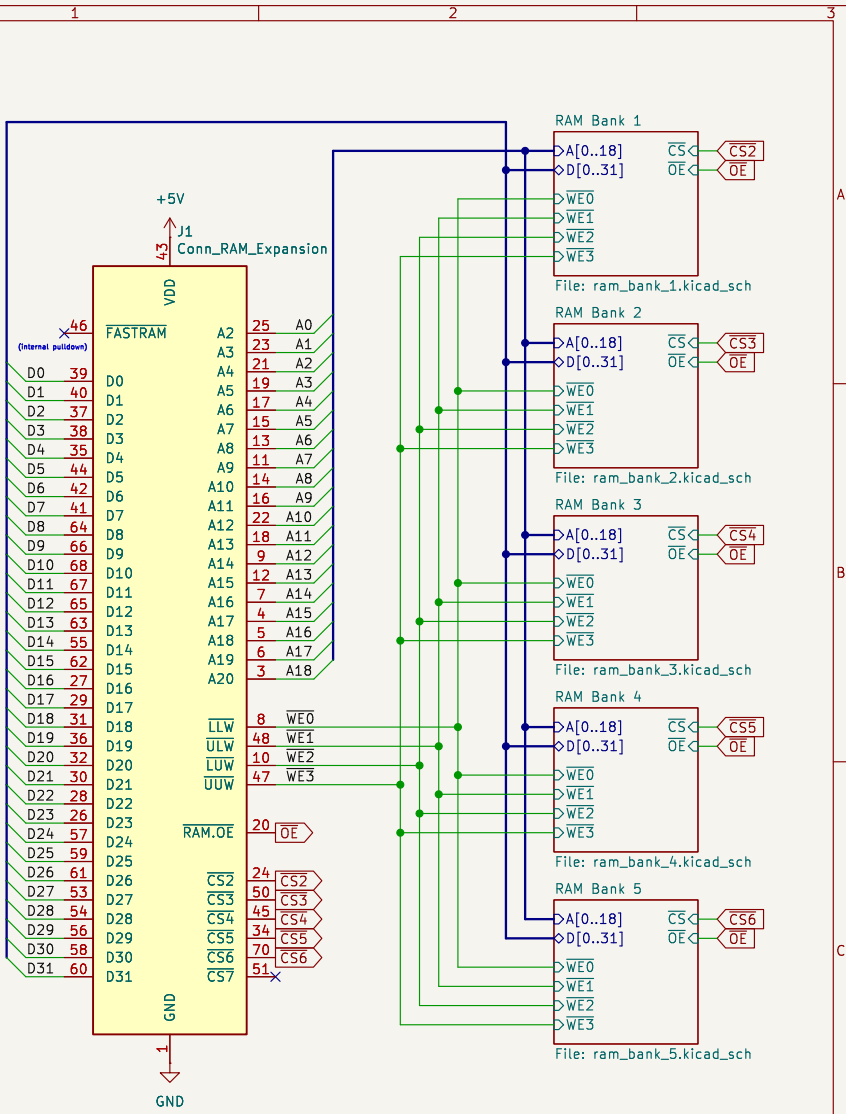 1 2 3
A
B
C
+5V
J1
Conn_RAM_Expansion
43 VDD
46 FASTRAM
(internal pulldown)
D0 39 D0
D1 40 D1
D2 37 D2
D3 38 D3
D4 35 D4
D5 44 D5
D6 42 D6
D7 41 D7
D8 64 D8
D9 66 D9
D10 68 D10
D11 67 D11
D12 65 D12
D13 63 D13
D14 55 D14
D15 62 D15
D16 27 D16
D17 29 D17
D18 31 D18
D19 36 D19
D20 32 D20
D21 30 D21
D22 28 D22
D23 26 D23
D24 57 D24
D25 59 D25
D26 61 D26
D27 53 D27
D28 54 D28
D29 56 D29
D30 58 D30
D31 60 D31
A2 25 A0
A3 23 A1
A4 21 A2
A5 19 A3
A6 17 A4
A7 15 A5
A8 13 A6
A9 11 A7
A10 14 A8
A11 16 A9
A12 22 A10
A13 18 A11
A14 9 A12
A15 12 A13
A16 7 A14
A17 4 A15
A18 5 A16
A19 6 A17
A20 3 A18
LLW 8 WE0
ULW 48 WE1
LUW 10 WE2
UUW 47 WE3
RAM.OE 20 OE
CS2 24 CS2
CS3 50 CS3
CS4 45 CS4
CS5 34 CS5
CS6 70 CS6
CS7 51
GND 1
GND
RAM Bank 1
A[0..18] CS CS2
D[0..31] OE OE
WE0
WE1
WE2
WE3
File: ram_bank_1.kicad_sch
RAM Bank 2
A[0..18] CS CS3
D[0..31] OE OE
WE0
WE1
WE2
WE3
File: ram_bank_2.kicad_sch
RAM Bank 3
A[0..18] CS CS4
D[0..31] OE OE
WE0
WE1
WE2
WE3
File: ram_bank_3.kicad_sch
RAM Bank 4
A[0..18] CS CS5
D[0..31] OE OE
WE0
WE1
WE2
WE3
File: ram_bank_4.kicad_sch
RAM Bank 5
A[0..18] CS CS6
D[0..31] OE OE
WE0
WE1
WE2
WE3
File: ram_bank_5.kicad_sch